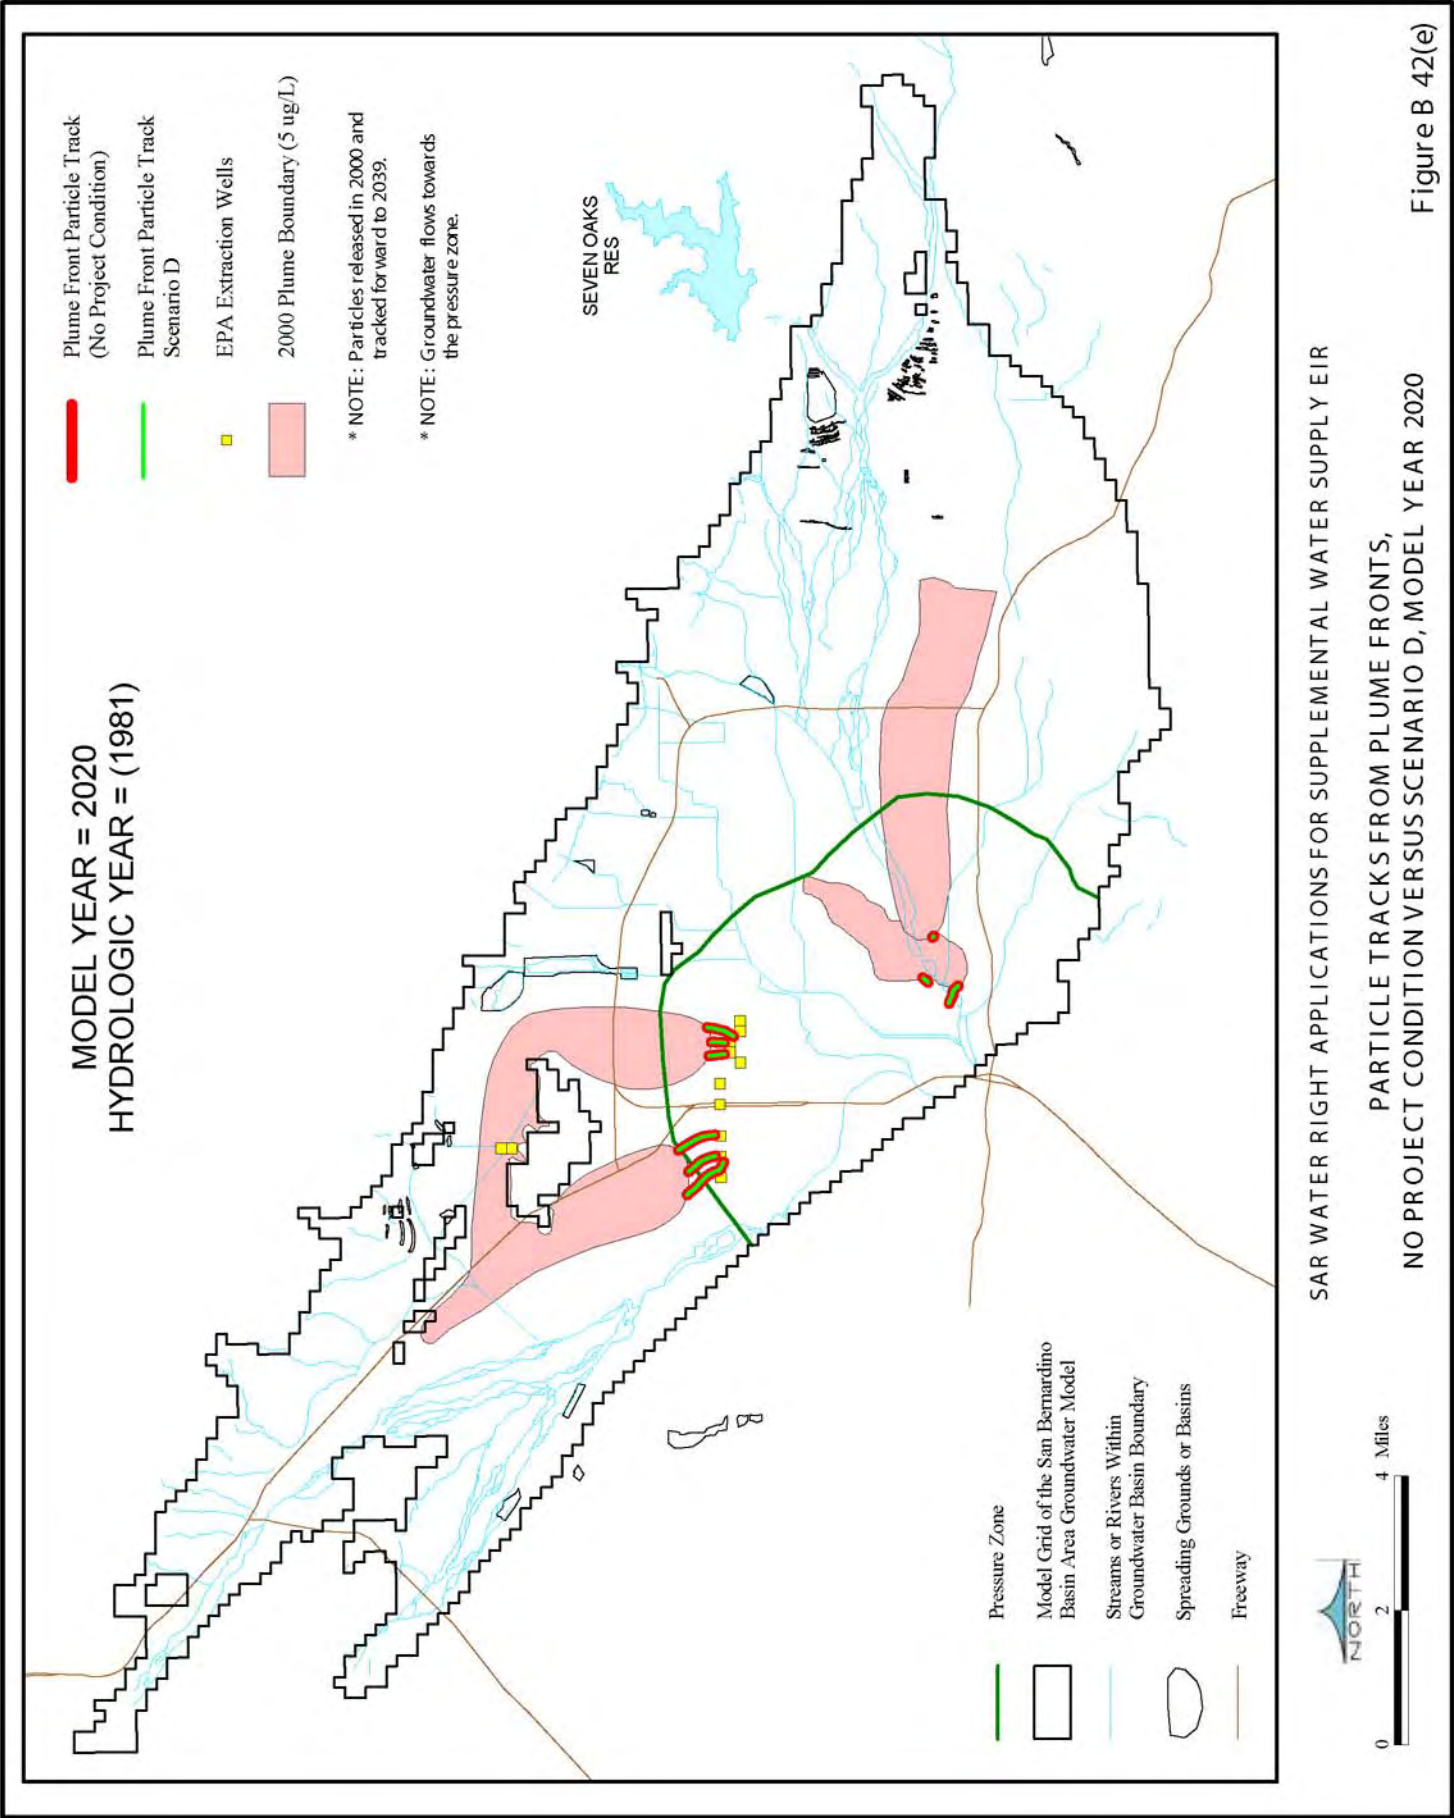 MODEL YEAR = 2020
HYDROLOGIC YEAR = (1981)
Plume Front Particle Track
(No Project Condition)
Plume Front Particle Track
Scenario D
EPA Extraction Wells
2000 Plume Boundary (5 ug/L)
* NOTE: Particles released in 2000 and
tracked forward to 2039.
* NOTE: Groundwater flows towards
the pressure zone.
SEVEN OAKS
RES
Pressure Zone
Model Grid of the San Bernardino
Basin Area Groundwater Model
Streams or Rivers Within
Groundwater Basin Boundary
Spreading Grounds or Basins
Freeway
NORTH
0 2 4 Miles
SAR WATER RIGHT APPLICATIONS FOR SUPPLEMENTAL WATER SUPPLY EIR
PARTICLE TRACKS FROM PLUME FRONTS,
NO PROJECT CONDITION VERSUS SCENARIO D, MODEL YEAR 2020
Figure B 42(e)